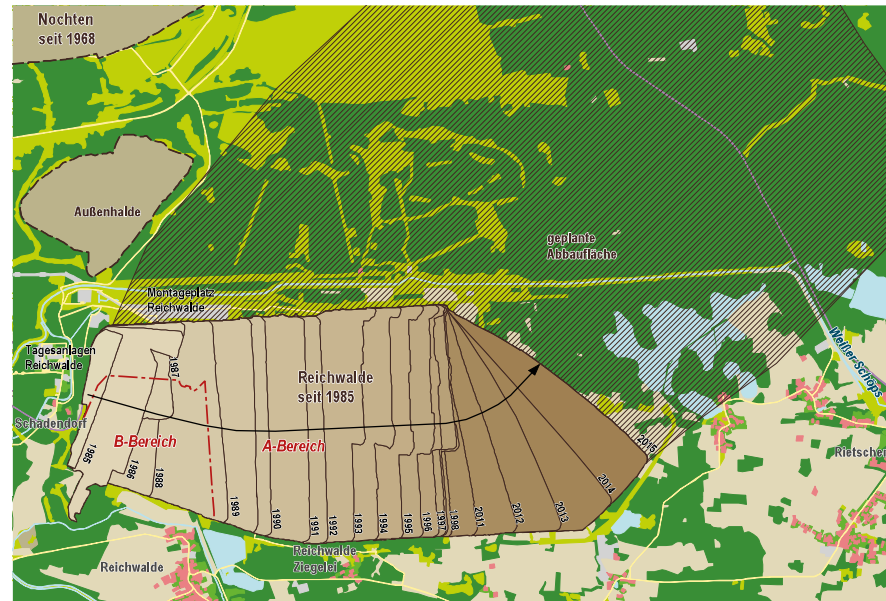 Nochten
seit 1968
Außenhalde
geplante
Abbaufläche
Montageplatz
Reichwalde
Tagesanlagen
Reichwalde
Weißer Schöps
1987
Reichwalde
seit 1985
Schadendorf
B-Bereich
A-Bereich
1985
1986
1988
1989
1990
1991
1992
1993
1994
1995
1996
1997
1998
2011
2012
2013
2014
2015
Rietschen
Reichwalde
Reichwalde
Ziegelei